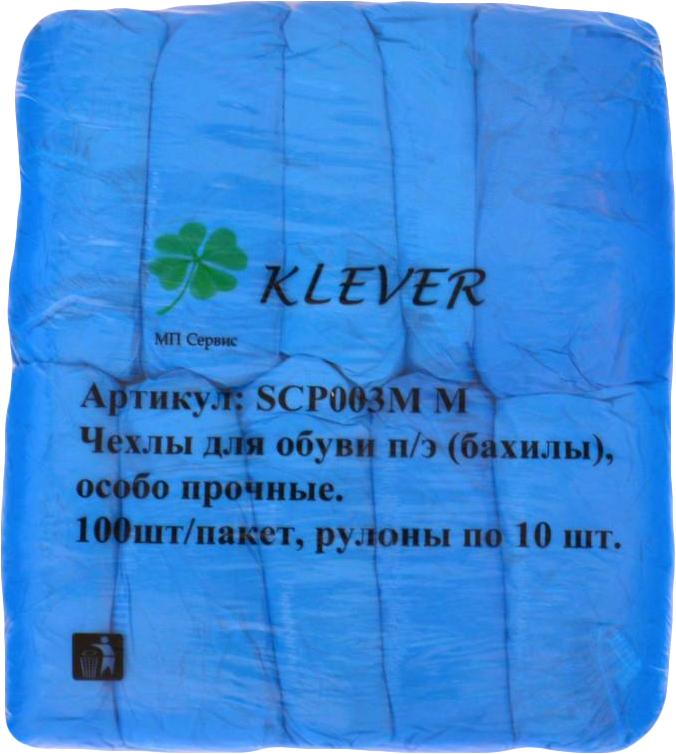 KLEVER
МП Сервис
Артикул: SCP003M M
Чехлы для обуви п/э (бахилы),
особо прочные.
100шт/пакет, рулоны по 10 шт.